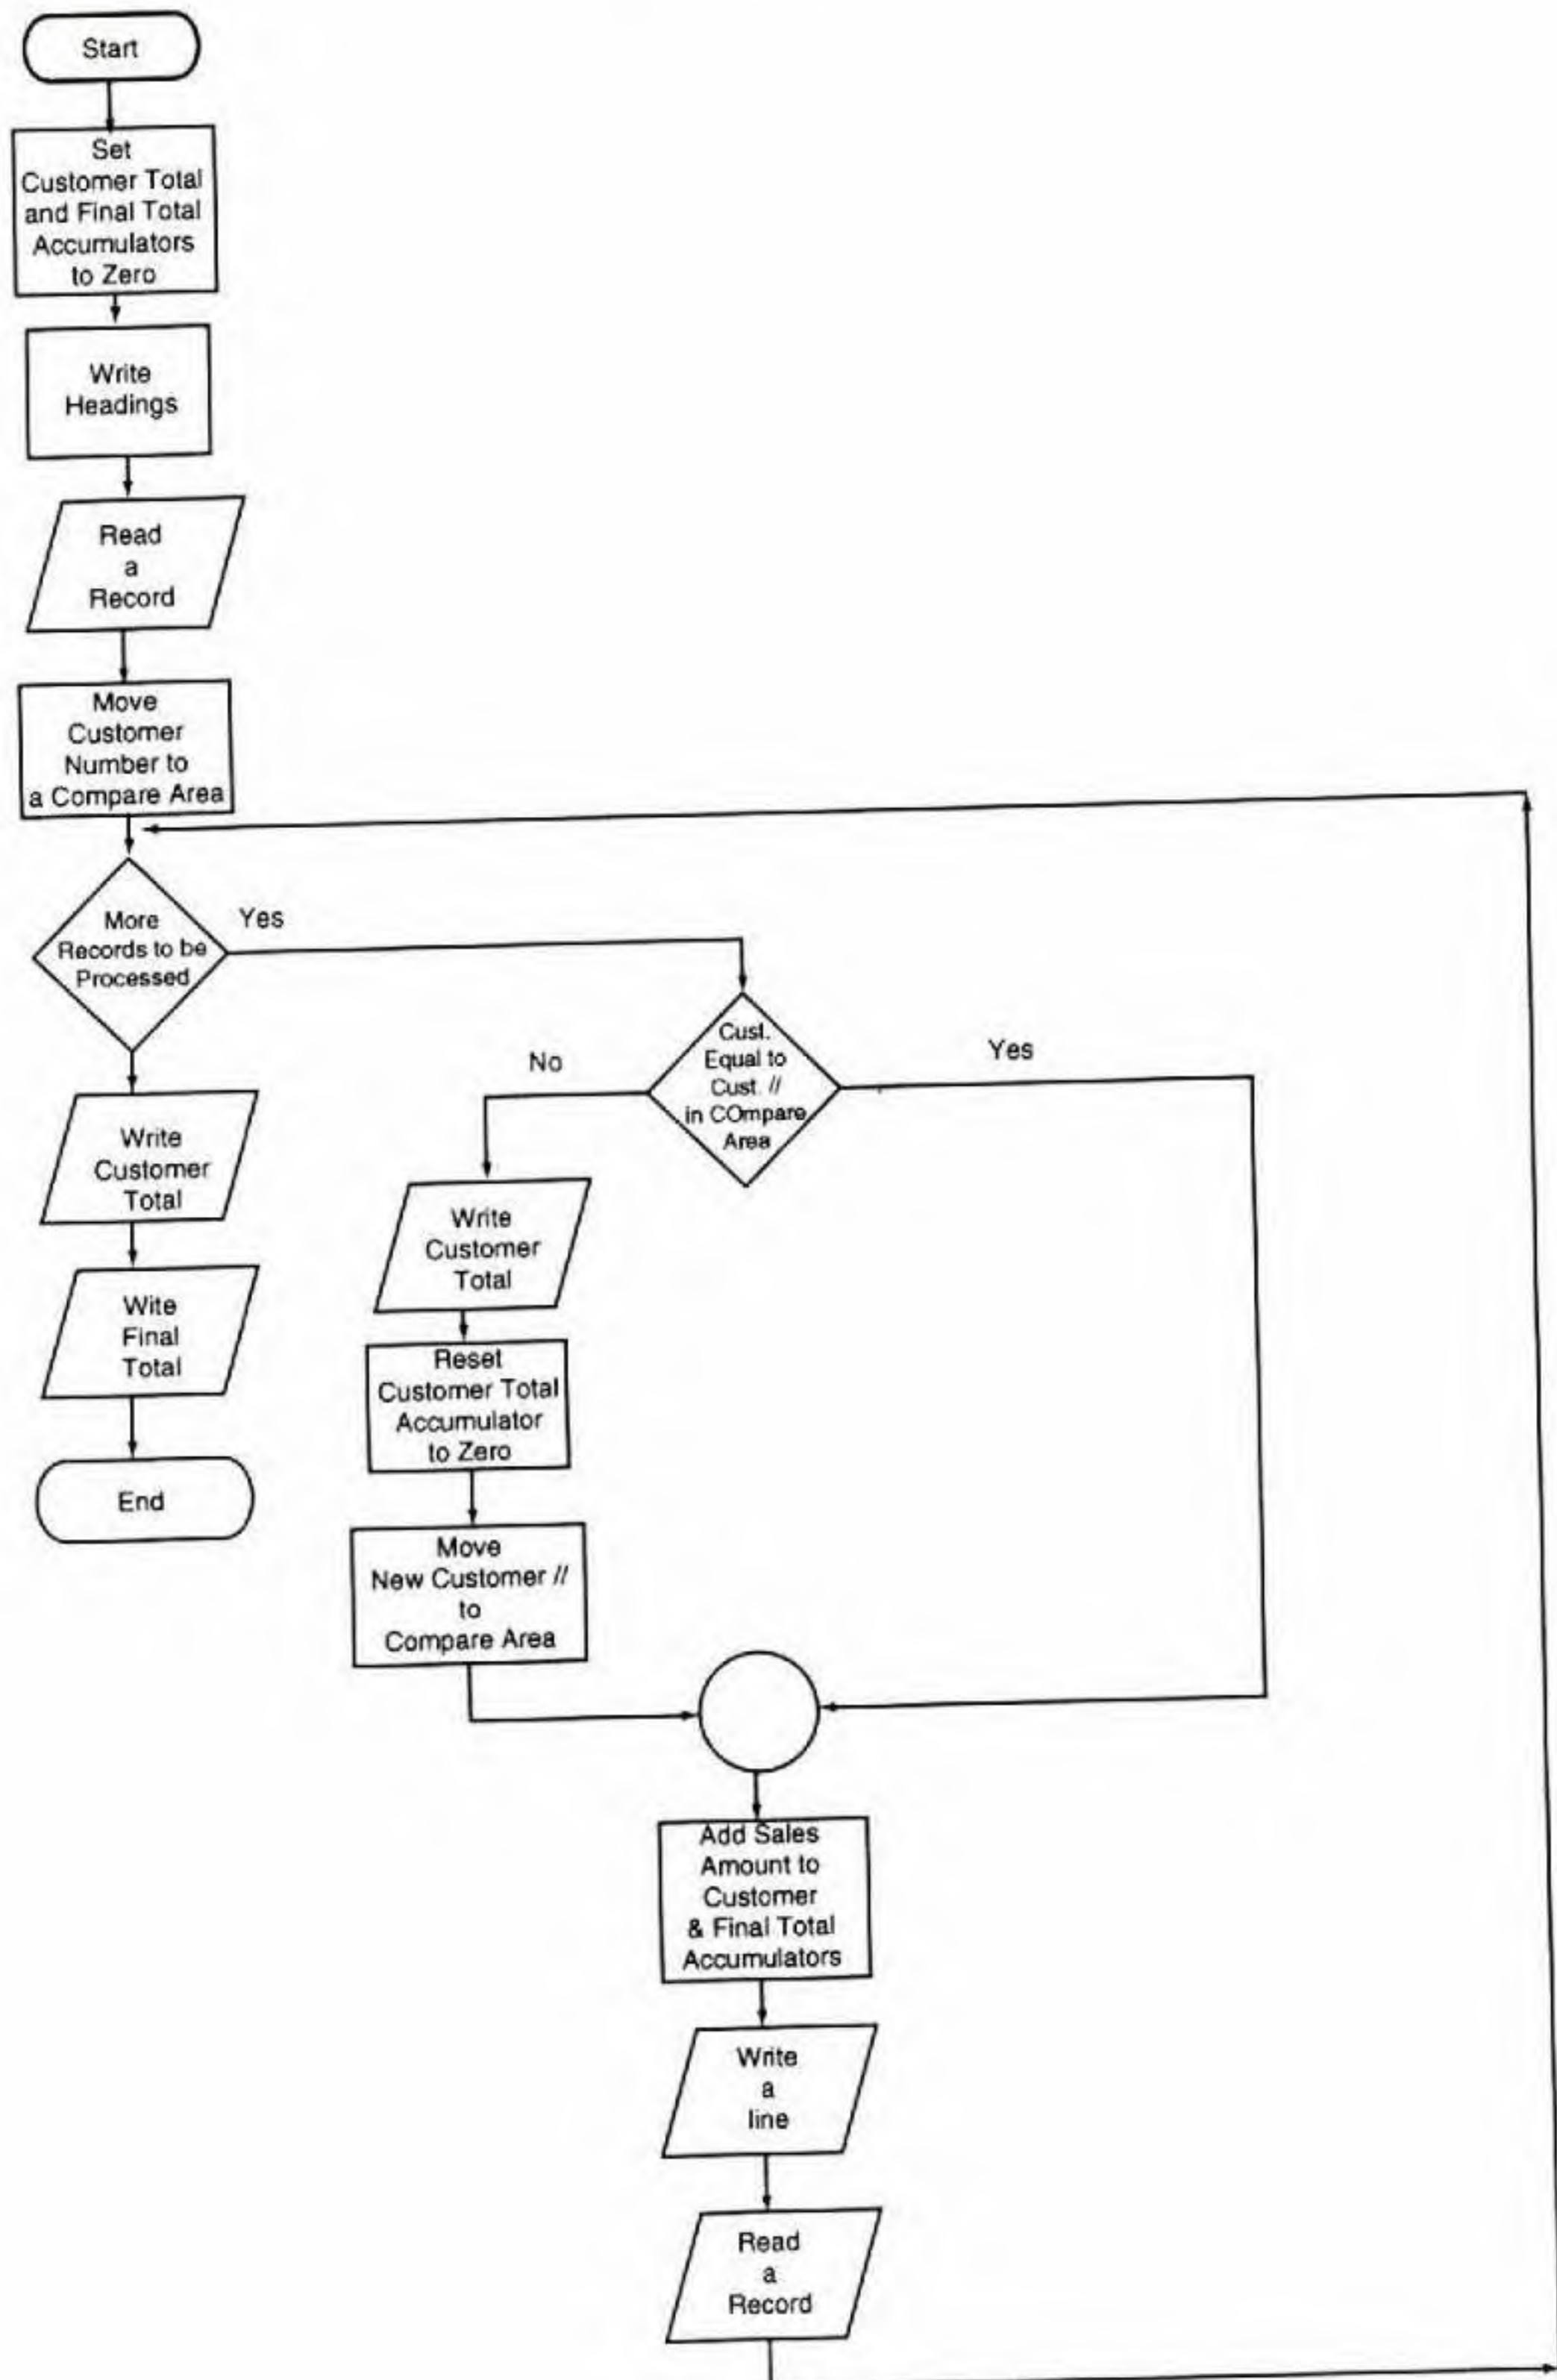 Start
Set
Customer Total
and Final Total
Accumulators
to Zero
Write
Headings
Read
a
Record
Move
Customer
Number to
a Compare Area
More
Records to be
Processed
Yes
Cust.
Equal to
Cust. //
in COmpare
Area
No
Yes
Write
Customer
Total
Wite
Final
Total
End
Write
Customer
Total
Reset
Customer Total
Accumulator
to Zero
Move
New Customer //
to
Compare Area
Add Sales
Amount to
Customer
& Final Total
Accumulators
Write
a
line
Read
a
Record